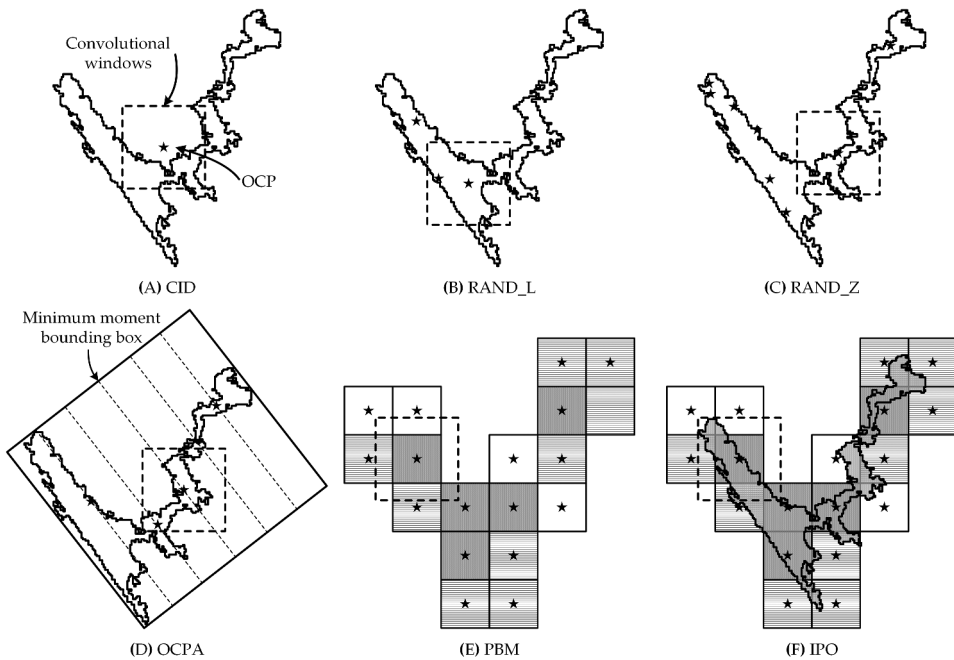 Convolutional
windows
OCP
(A) CID
(B) RAND_L
(C) RAND_Z
Minimum moment
bounding box
(D) OCPA
(E) PBM
(F) IPO